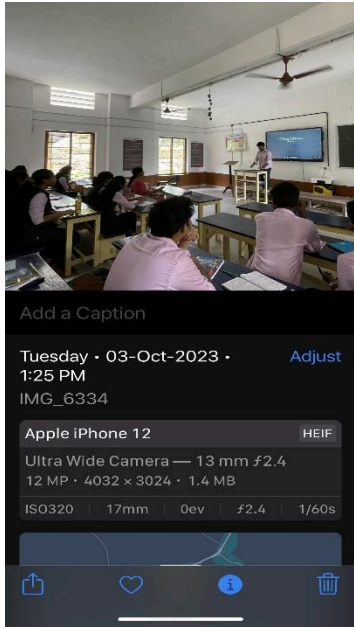 Add a Caption
Tuesday • 03-Oct-2023 • Adjust
1:25 PM
IMG_6334
Apple iPhone 12 HEIF
Ultra Wide Camera — 13 mm ƒ2.4
12 MP • 4032 × 3024 • 1.4 MB
ISO320 17mm 0ev ƒ2.4 1/60s